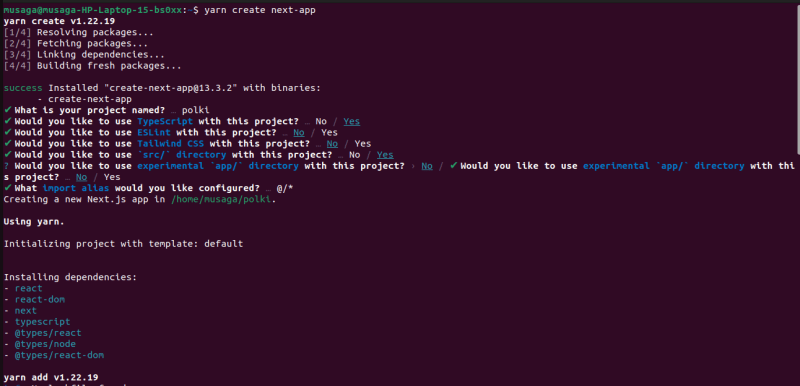 musaga@musaga-HP-Laptop-15-bs0xx:~$ yarn create next-app
yarn create v1.22.19
[1/4] Resolving packages...
[2/4] Fetching packages...
[3/4] Linking dependencies...
[4/4] Building fresh packages...
success Installed "create-next-app@13.3.2" with binaries:
- create-next-app
✔ What is your project named? … polki
✔ Would you like to use TypeScript with this project? … No / Yes
✔ Would you like to use ESLint with this project? … No / Yes
✔ Would you like to use Tailwind CSS with this project? … No / Yes
✔ Would you like to use `src/` directory with this project? … No / Yes
? Would you like to use experimental `app/` directory with this project? › No / ✔ Would you like to use experimental `app/` directory with thi
s project? … No / Yes
✔ What import alias would you like configured? … @/*
Creating a new Next.js app in /home/musaga/polki.
Using yarn.
Initializing project with template: default
Installing dependencies:
- react
- react-dom
- next
- typescript
- @types/react
- @types/node
- @types/react-dom
yarn add v1.22.19